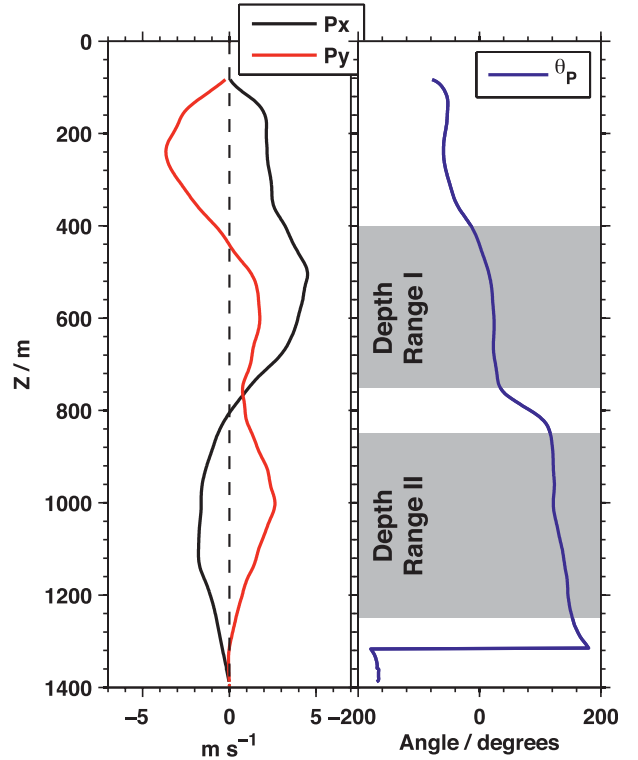 Px
Py
θP
0
200
400
600
800
1000
1200
1400
Z / m
Depth
Range I
Depth
Range II
−5
0
5
−200
0
200
m s⁻¹
Angle / degrees